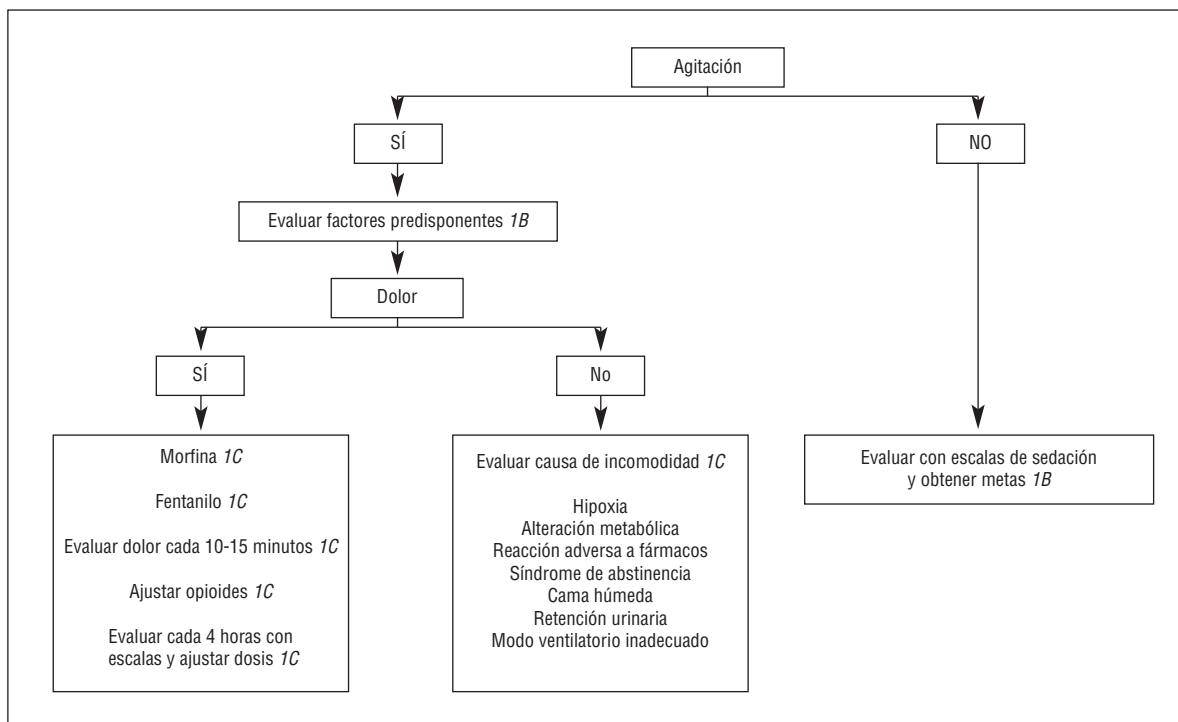 Agitación
SÍ
NO
Evaluar factores predisponentes 1B
Dolor
SÍ
No
Morfina 1C
Fentanilo 1C
Evaluar dolor cada 10-15 minutos 1C
Ajustar opioides 1C
Evaluar cada 4 horas con
escalas y ajustar dosis 1C
Evaluar causa de incomodidad 1C
Hipoxia
Alteración metabólica
Reacción adversa a fármacos
Síndrome de abstinencia
Cama húmeda
Retención urinaria
Modo ventilatorio inadecuado
Evaluar con escalas de sedación
y obtener metas 1B